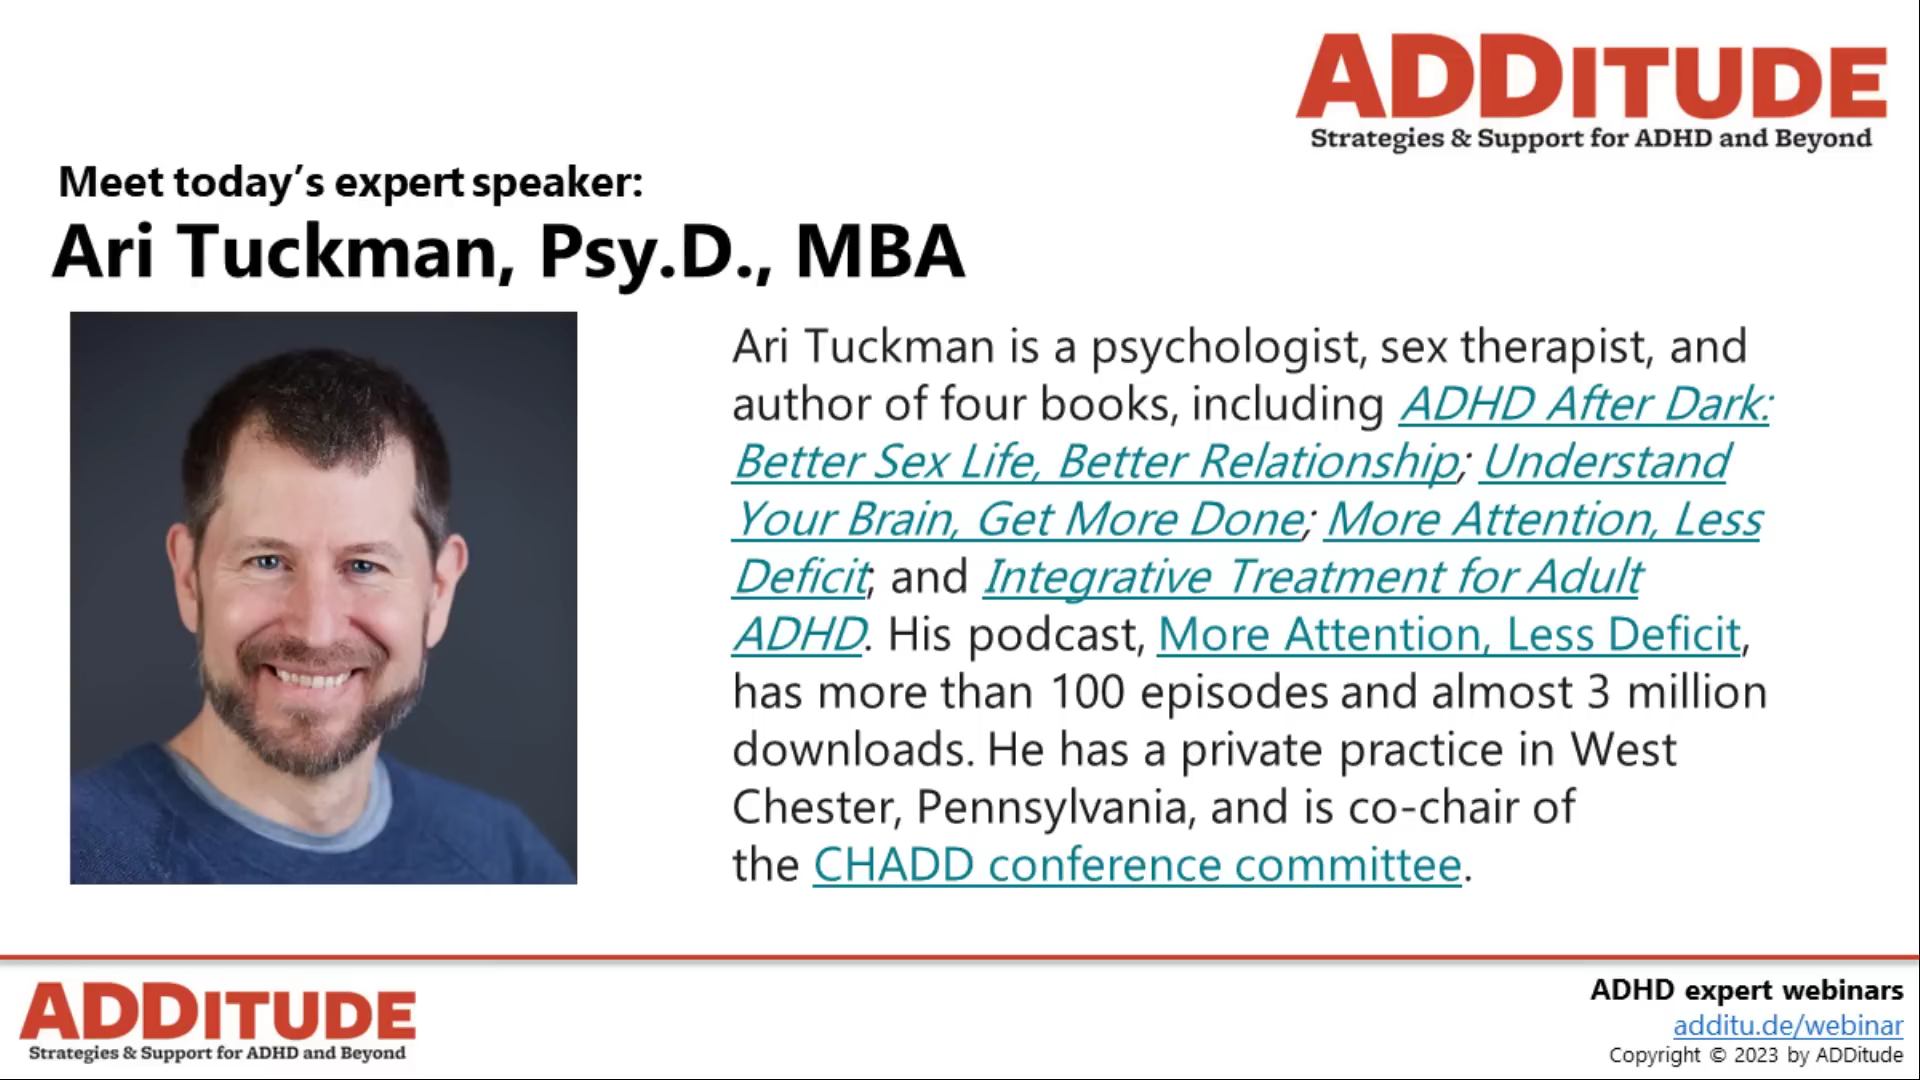 ADDITUDE
Strategies & Support for ADHD and Beyond
Meet today's expert speaker:
Ari Tuckman, Psy.D., MBA
Ari Tuckman is a psychologist, sex therapist, and
author of four books, including ADHD After Dark:
Better Sex Life, Better Relationship; Understand
Your Brain, Get More Done; More Attention, Less
Deficit; and Integrative Treatment for Adult
ADHD. His podcast, More Attention, Less Deficit,
has more than 100 episodes and almost 3 million
downloads. He has a private practice in West
Chester, Pennsylvania, and is co-chair of
the CHADD conference committee.
ADDITUDE
Strategies & Support for ADHD and Beyond
ADHD expert webinars
additu.de/webinar
Copyright © 2023 by ADDitude